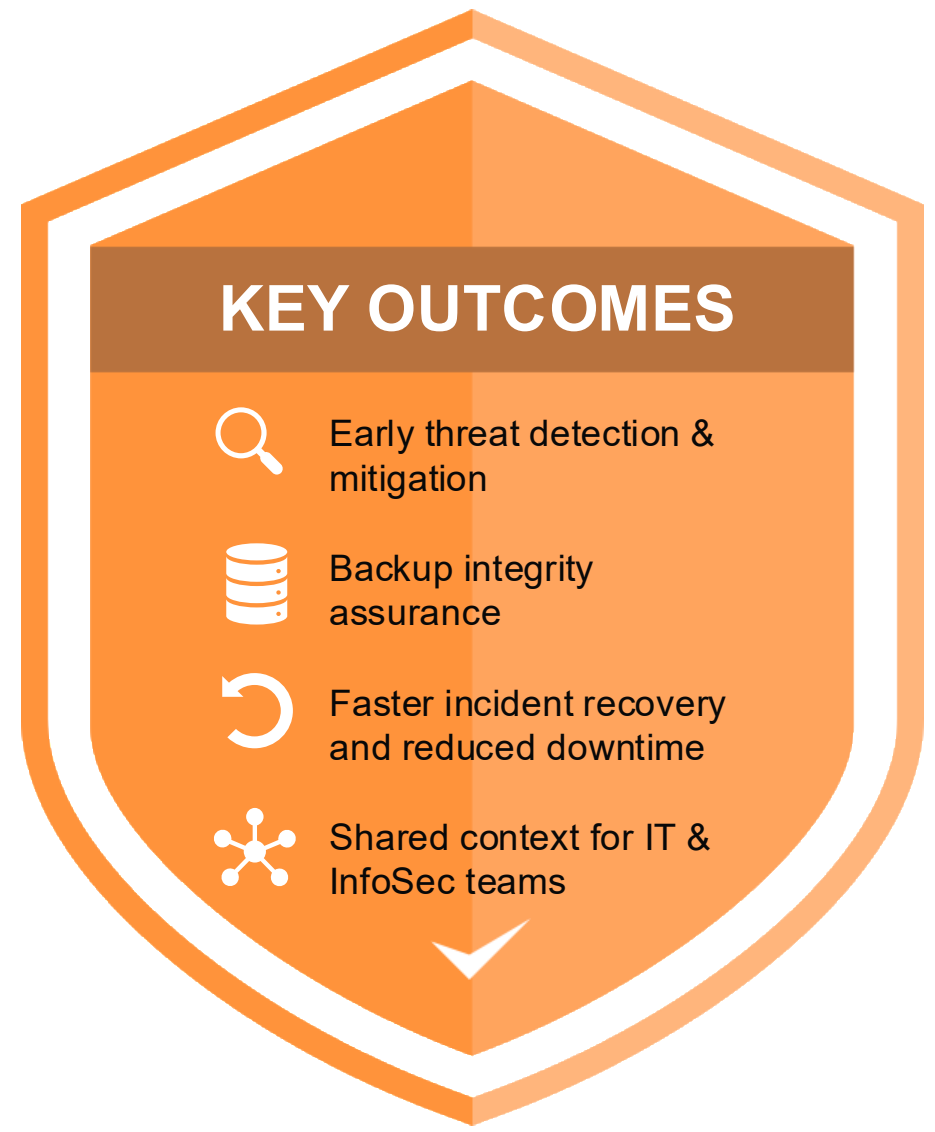 KEY OUTCOMES
Early threat detection &
mitigation
Backup integrity
assurance
Faster incident recovery
and reduced downtime
Shared context for IT &
InfoSec teams